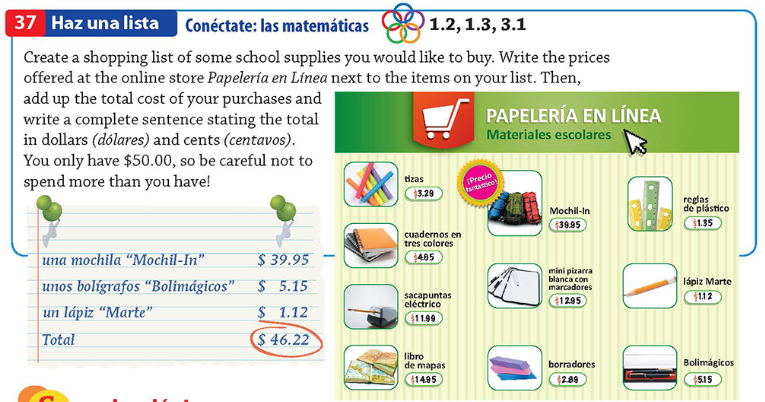 37 Haz una lista Conéctate: las matemáticas 1.2, 1.3, 3.1
Create a shopping list of some school supplies you would like to buy. Write the prices
offered at the online store Papelería en Línea next to the items on your list. Then,
add up the total cost of your purchases and
write a complete sentence stating the total
in dollars (dólares) and cents (centavos).
You only have $50.00, so be careful not to
spend more than you have!
una mochila “Mochil-In” $ 39.95
unos bolígrafos “Bolimágicos” $ 5.15
un lápiz “Marte” $ 1.12
Total $ 46.22
PAPELERÍA EN LÍNEA
Materiales escolares
tizas
$3.29
cuadernos en
tres colores
$4.85
sacapuntas
eléctrico
$11.99
libro
de mapas
$14.95
¡Precio
fantástico!
Mochil-In
$39.95
mini pizarra
blanca con
marcadores
$12.95
borradores
$2.89
reglas
de plástico
$1.35
lápiz Marte
$1.12
Bolimágicos
$5.15